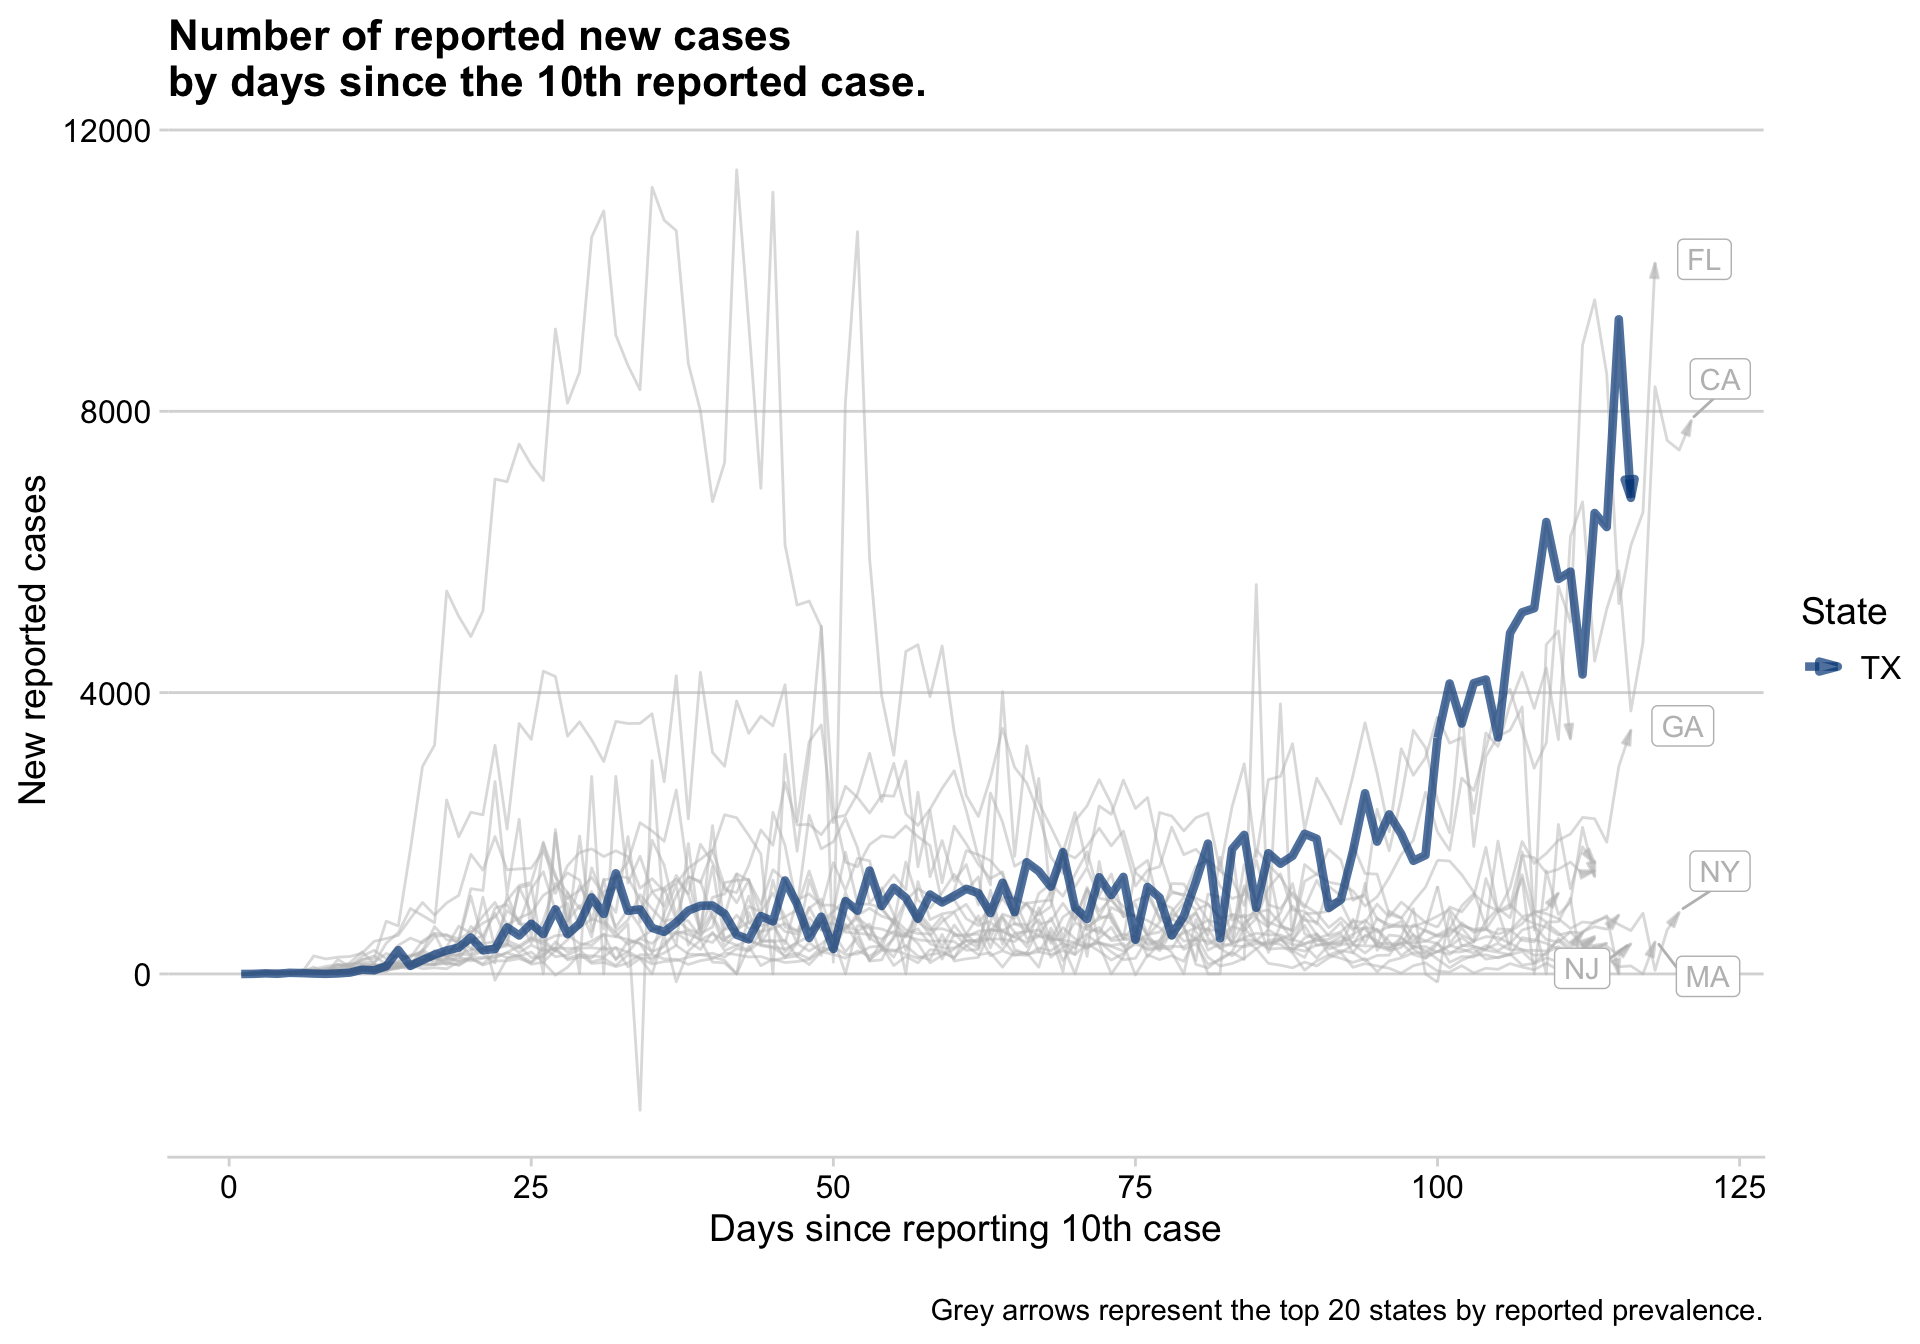 Number of reported new cases
by days since the 10th reported case.
12000
8000
4000
0
New reported cases
FL
CA
GA
NY
NJ
MA
State
TX
0 25 50 75 100 125
Days since reporting 10th case
Grey arrows represent the top 20 states by reported prevalence.